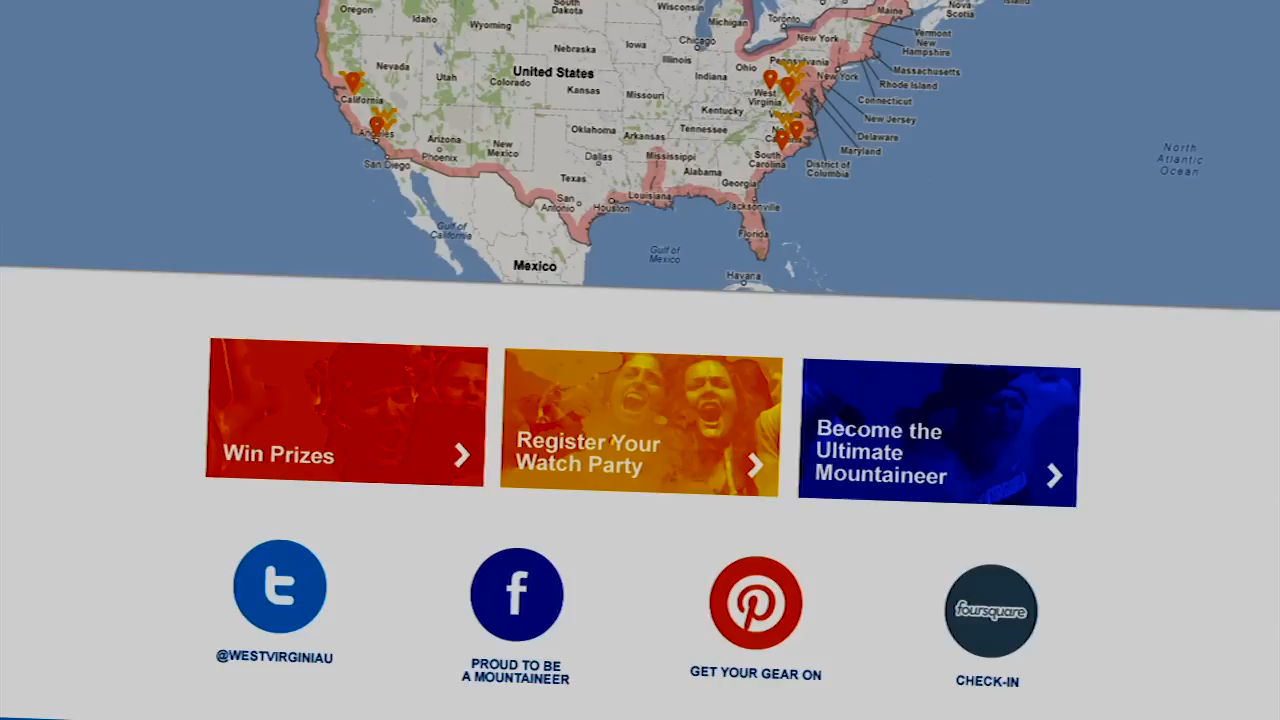 Oregon
Idaho
Wyoming
South
Dakota
Wisconsin
Michigan
Toronto
Maine
Nova
Scotia
Vermont
New
Hampshire
New York
Nebraska
Iowa
Chicago
Massachusetts
Nevada
Utah
United States
Colorado
Kansas
Illinois
Indiana
Ohio
Pennsylvania
New York
Rhode Island
California
Missouri
West
Virginia
Connecticut
Kentucky
New Jersey
Oklahoma
Arkansas
Tennessee
Delaware
Maryland
Arizona
Phoenix
New
Mexico
Dallas
Mississippi
South
Carolina
District of
Columbia
North
Atlantic
Ocean
San Diego
Texas
Alabama
Georgia
San
Antonio
Houston
Louisiana
Jacksonville
Gulf of
California
Florida
Gulf of
Mexico
Mexico
Havana
Win Prizes
Register Your
Watch Party
Become the
Ultimate
Mountaineer
t
f
foursquare
@WESTVIRGINIAU
PROUD TO BE
A MOUNTAINEER
GET YOUR GEAR ON
CHECK-IN